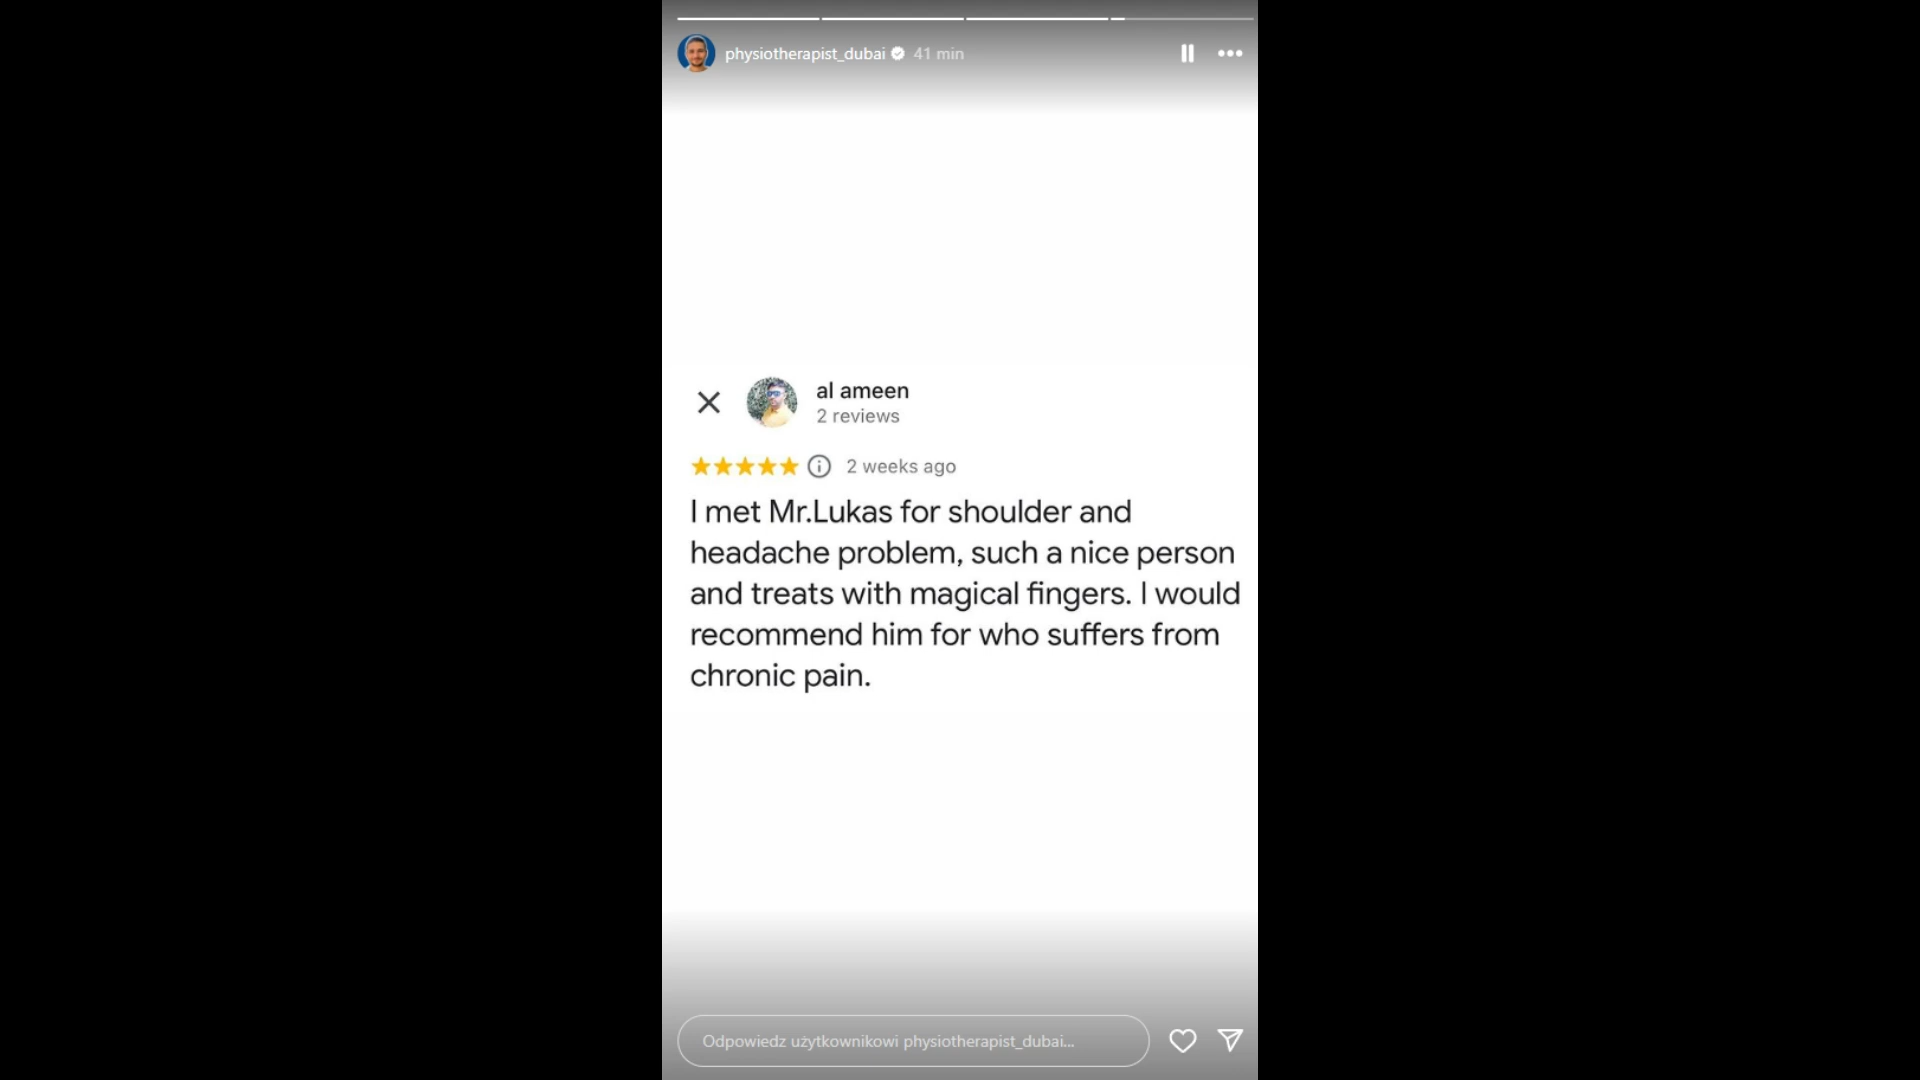 physiotherapist_dubai 41 min
al ameen
2 reviews
2 weeks ago
I met Mr.Lukas for shoulder and
headache problem, such a nice person
and treats with magical fingers. I would
recommend him for who suffers from
chronic pain.
Odpowiedz użytkownikowi physiotherapist_dubai...